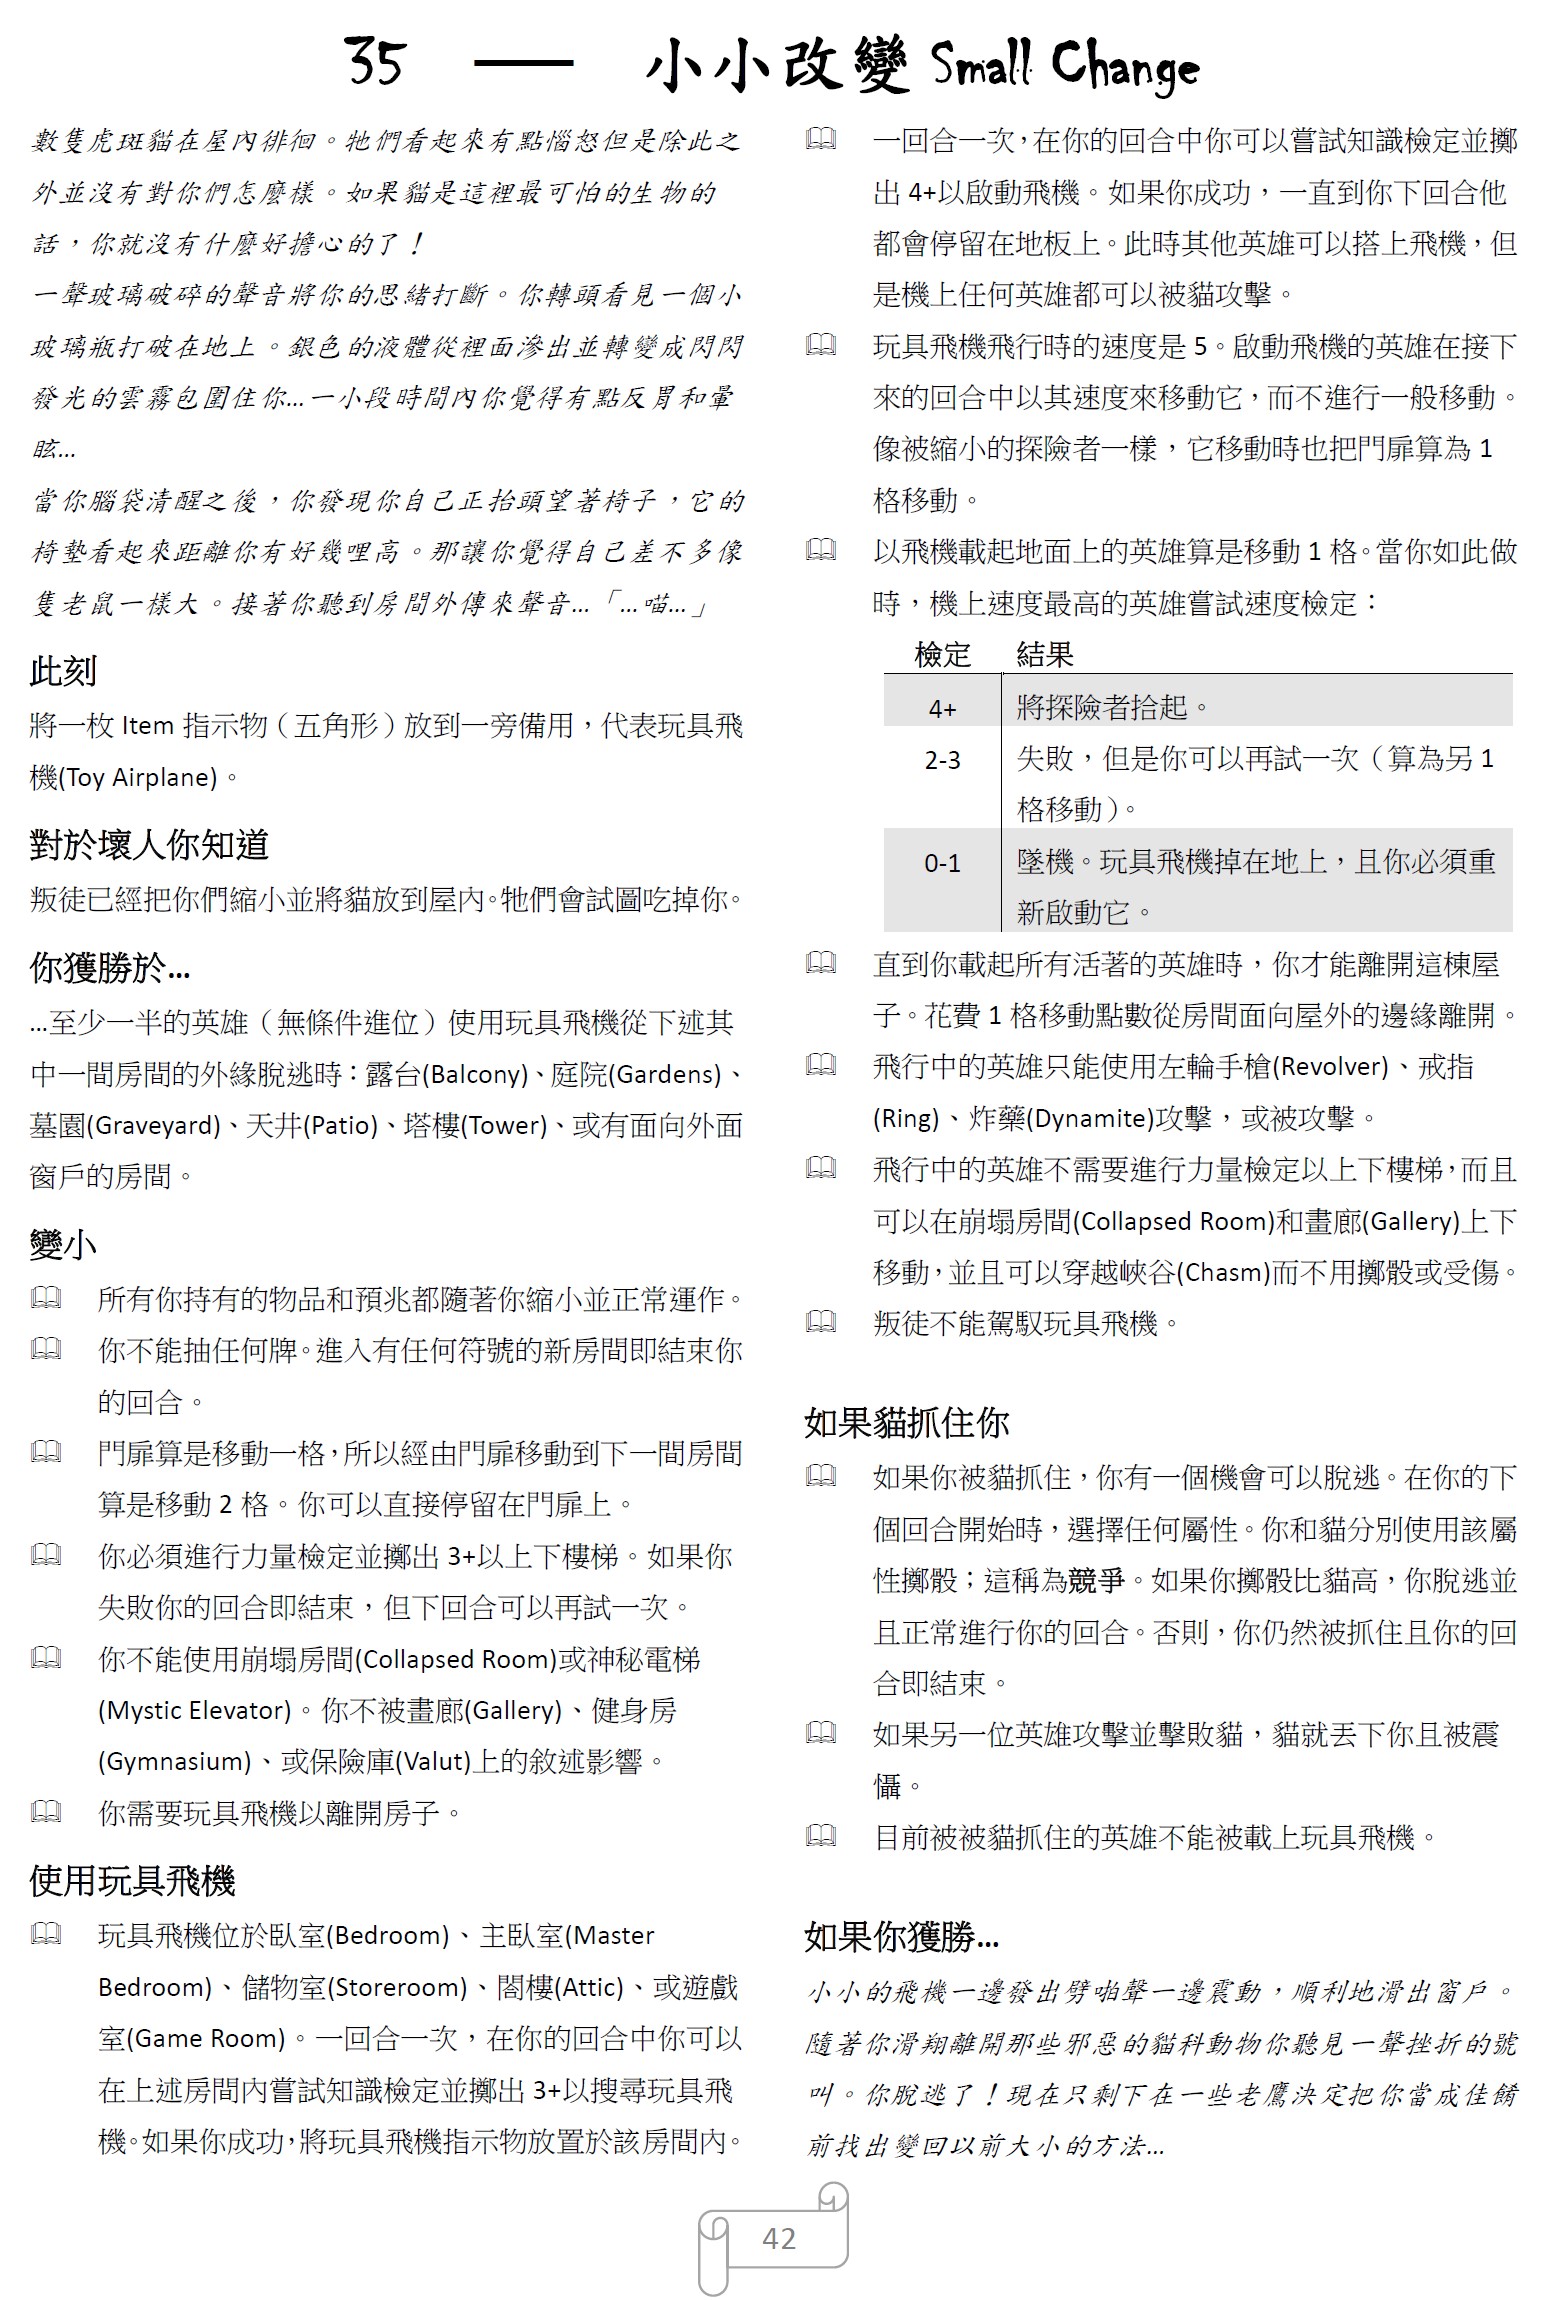 35 — 小小改變 Small Change
數隻虎斑貓在屋內徘徊。牠們看起來有點惱怒但是除此之
外並沒有對你們怎麼樣。如果貓是這裡最可怕的生物的
話，你就沒有什麼好擔心的了！
一聲玻璃破碎的聲音將你的思緒打斷。你轉頭看見一個小
玻璃瓶打破在地上。銀色的液體從裡面滲出並轉變成閃閃
發光的雲霧包圍住你…一小段時間內你覺得有點反胃和暈
眩…
當你腦袋清醒之後，你發現你自己正抬頭望著椅子，它的
椅墊看起來距離你有好幾哩高。那讓你覺得自己差不多像
隻老鼠一樣大。接著你聽到房間外傳來聲音…「…喵…」
此刻
將一枚 Item 指示物（五角形）放到一旁備用，代表玩具飛
機(Toy Airplane)。
對於壞人你知道
叛徒已經把你們縮小並將貓放到屋內。牠們會試圖吃掉你。
你獲勝於…
…至少一半的英雄（無條件進位）使用玩具飛機從下述其
中一間房間的外緣脫逃時：露台(Balcony)、庭院(Gardens)、
墓園(Graveyard)、天井(Patio)、塔樓(Tower)、或有面向外面
窗戶的房間。
變小
所有你持有的物品和預兆都隨著你縮小並正常運作。
你不能抽任何牌。進入有任何符號的新房間即結束你
的回合。
門扉算是移動一格，所以經由門扉移動到下一間房間
算是移動 2 格。你可以直接停留在門扉上。
你必須進行力量檢定並擲出 3+以上下樓梯。如果你
失敗你的回合即結束，但下回合可以再試一次。
你不能使用崩塌房間(Collapsed Room)或神秘電梯
(Mystic Elevator)。你不被畫廊(Gallery)、健身房
(Gymnasium)、或保險庫(Valut)上的敘述影響。
你需要玩具飛機以離開房子。
使用玩具飛機
玩具飛機位於臥室(Bedroom)、主臥室(Master
Bedroom)、儲物室(Storeroom)、閣樓(Attic)、或遊戲
室(Game Room)。一回合一次，在你的回合中你可以
在上述房間內嘗試知識檢定並擲出 3+以搜尋玩具飛
機。如果你成功，將玩具飛機指示物放置於該房間內。
一回合一次，在你的回合中你可以嘗試知識檢定並擲
出 4+以啟動飛機。如果你成功，一直到你下回合他
都會停留在地板上。此時其他英雄可以搭上飛機，但
是機上任何英雄都可以被貓攻擊。
玩具飛機飛行時的速度是 5。啟動飛機的英雄在接下
來的回合中以其速度來移動它，而不進行一般移動。
像被縮小的探險者一樣，它移動時也把門扉算為 1
格移動。
以飛機載起地面上的英雄算是移動 1 格。當你如此做
時，機上速度最高的英雄嘗試速度檢定：
檢定 結果
4+ 將探險者拾起。
2-3 失敗，但是你可以再試一次（算為另 1
格移動）。
0-1 墜機。玩具飛機掉在地上，且你必須重
新啟動它。
直到你載起所有活著的英雄時，你才能離開這棟屋
子。花費 1 格移動點數從房間面向屋外的邊緣離開。
飛行中的英雄只能使用左輪手槍(Revolver)、戒指
(Ring)、炸藥(Dynamite)攻擊，或被攻擊。
飛行中的英雄不需要進行力量檢定以上下樓梯，而且
可以在崩塌房間(Collapsed Room)和畫廊(Gallery)上下
移動，並且可以穿越峽谷(Chasm)而不用擲骰或受傷。
叛徒不能駕馭玩具飛機。
如果貓抓住你
如果你被貓抓住，你有一個機會可以脫逃。在你的下
個回合開始時，選擇任何屬性。你和貓分別使用該屬
性擲骰；這稱為競爭。如果你擲骰比貓高，你脫逃並
且正常進行你的回合。否則，你仍然被抓住且你的回
合即結束。
如果另一位英雄攻擊並擊敗貓，貓就丟下你且被震
懾。
目前被被貓抓住的英雄不能被載上玩具飛機。
如果你獲勝…
小小的飛機一邊發出劈啪聲一邊震動，順利地滑出窗戶。
隨著你滑翔離開那些邪惡的貓科動物你聽見一聲挫折的號
叫。你脫逃了！現在只剩下在一些老鷹決定把你當成佳餚
前找出變回以前大小的方法…
42